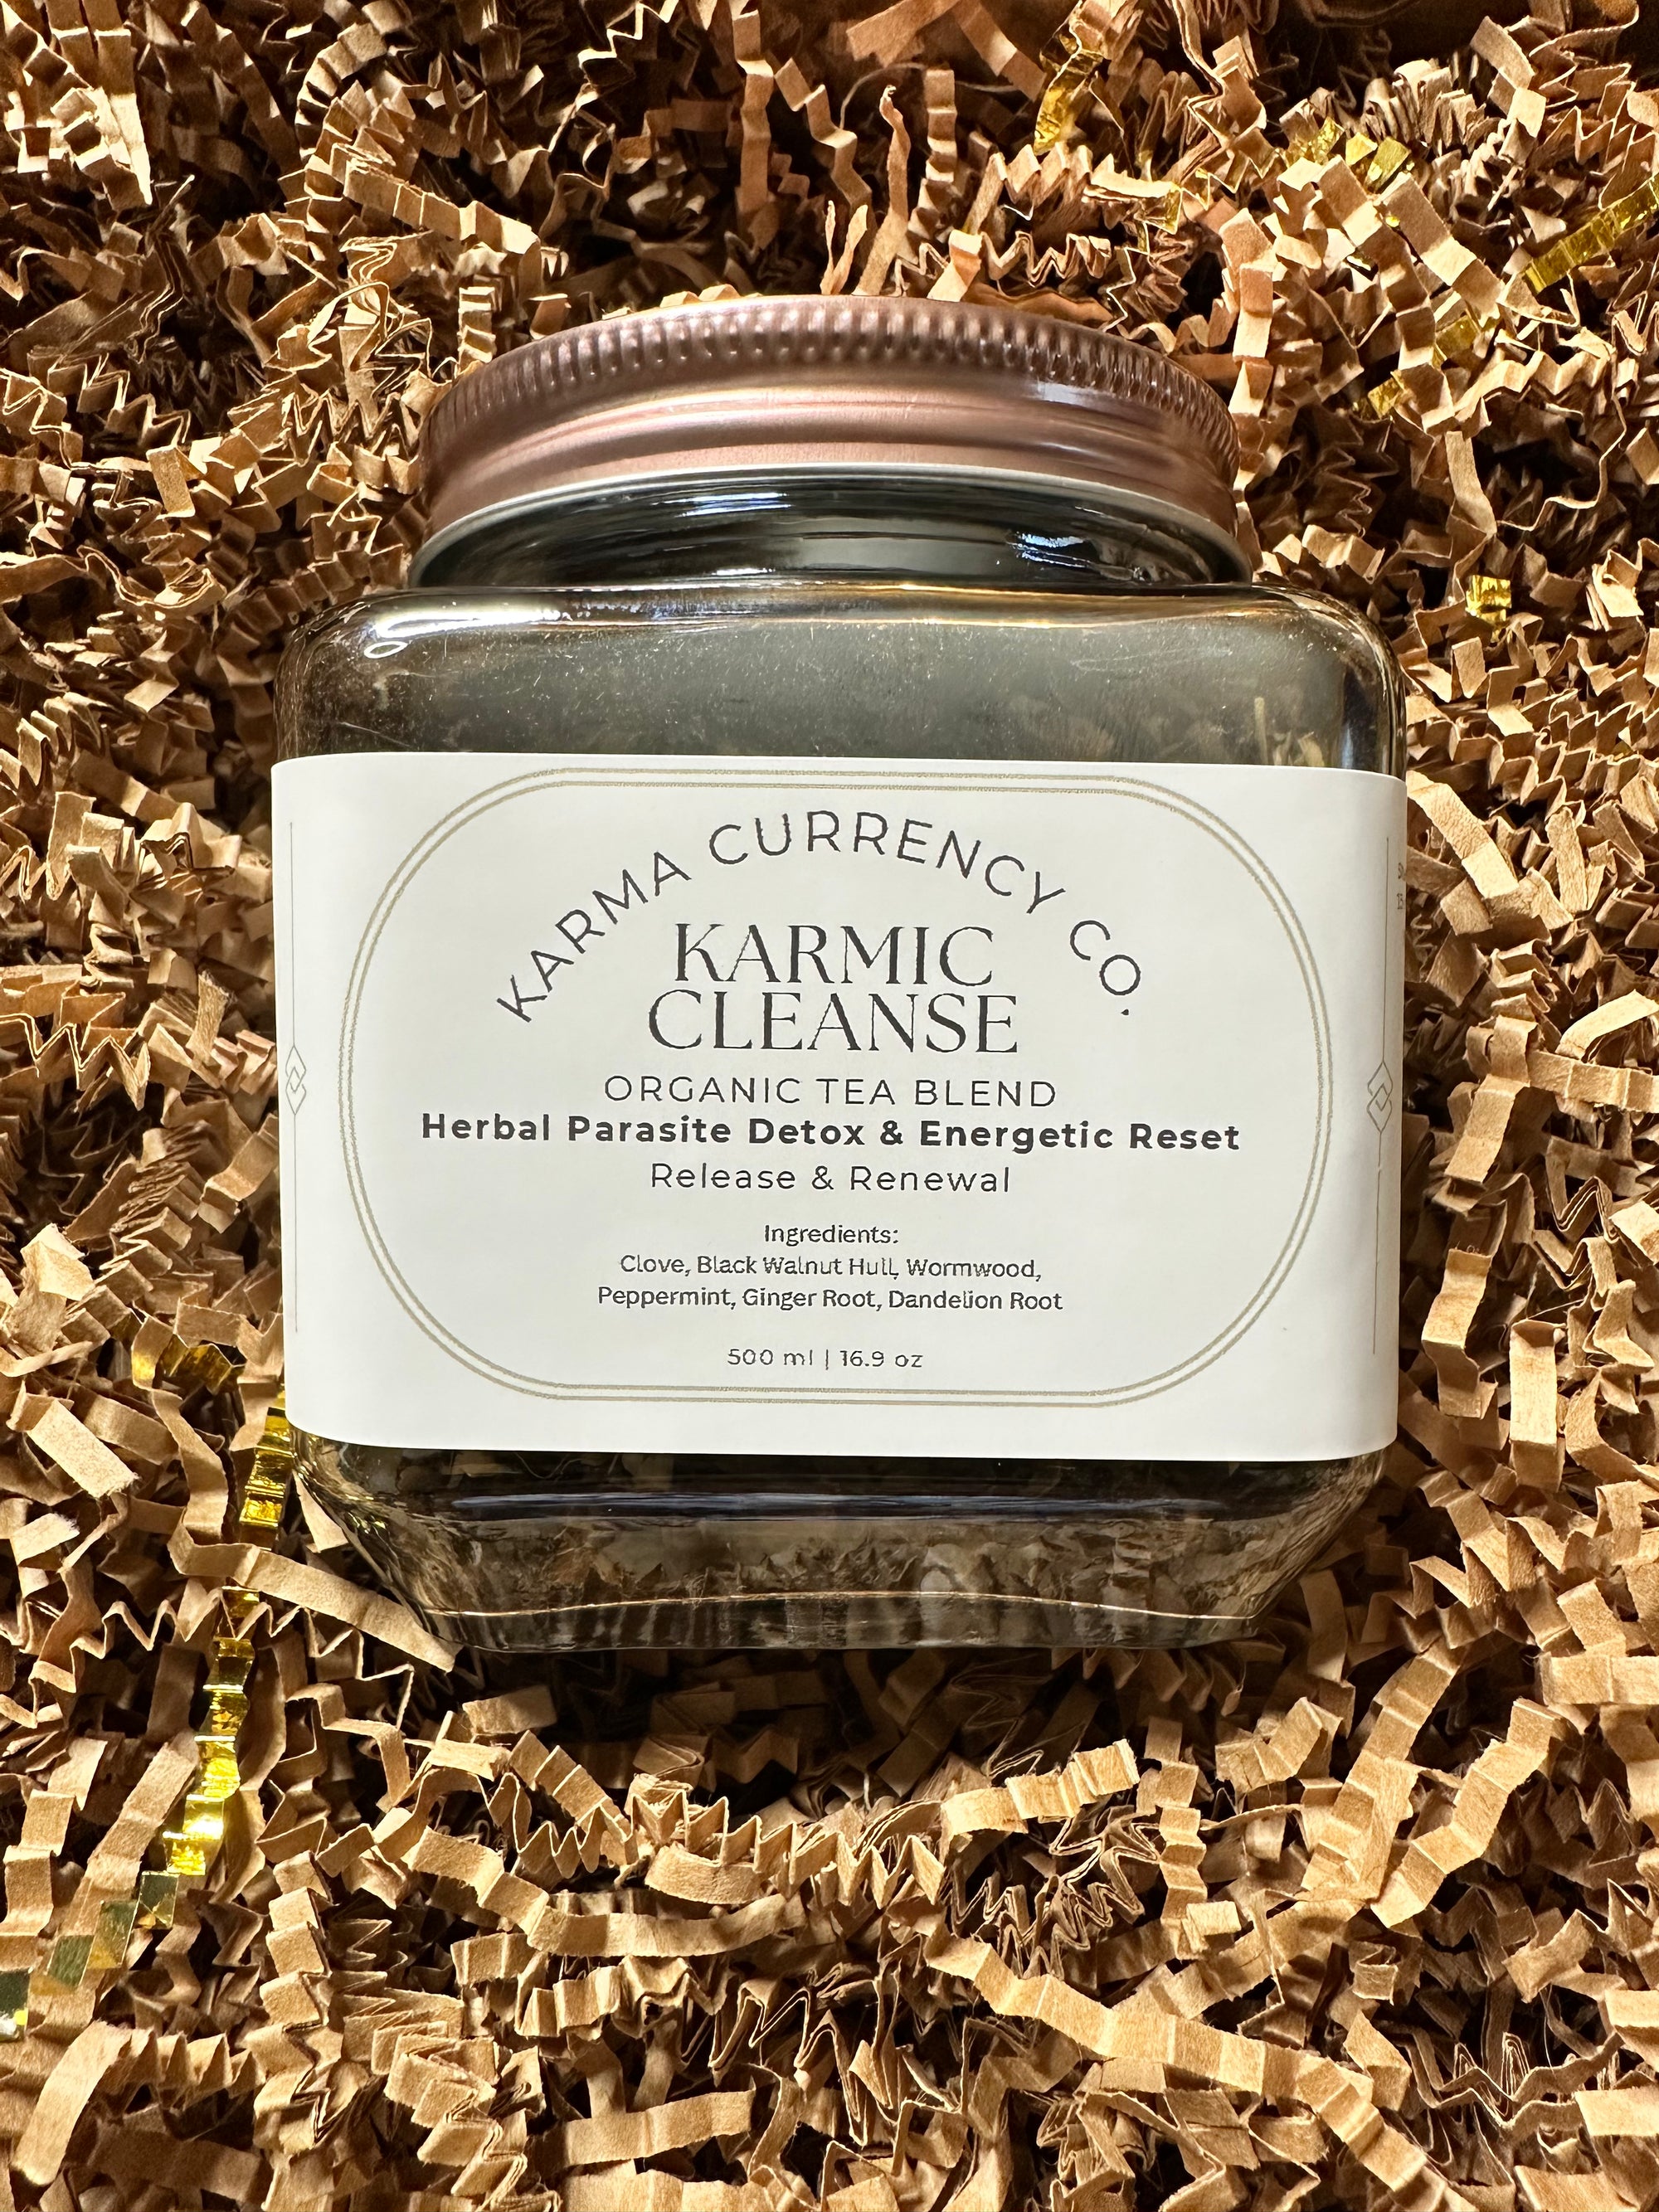 KARMA CURRENCY CO.
KARMIC
CLEANSE
ORGANIC TEA BLEND
Herbal Parasite Detox & Energetic Reset
Release & Renewal
Ingredients:
Clove, Black Walnut Hull, Wormwood,
Peppermint, Ginger Root, Dandelion Root
500 ml | 16.9 oz